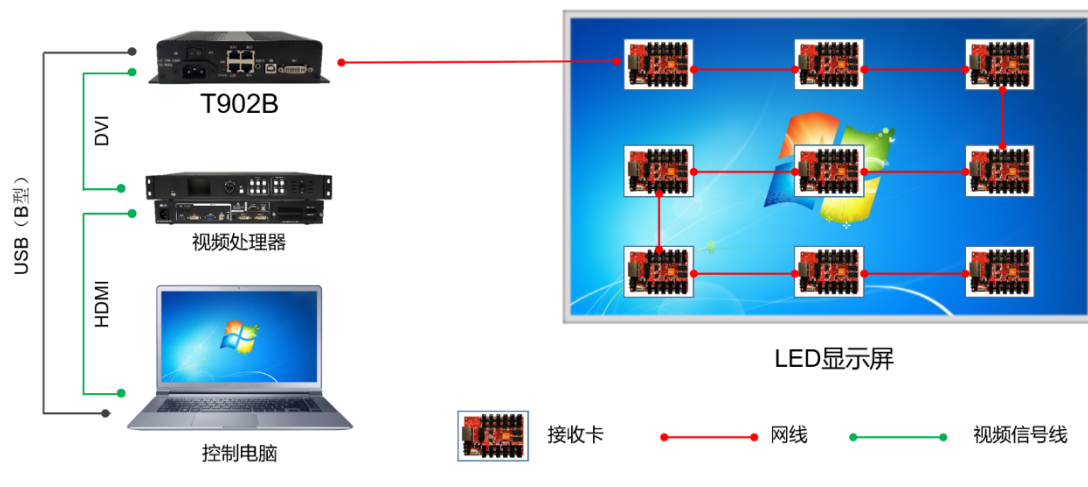 T902B
DVI
USB（B型）
视频处理器
HDMI
LED显示屏
控制电脑
接收卡
网线
视频信号线